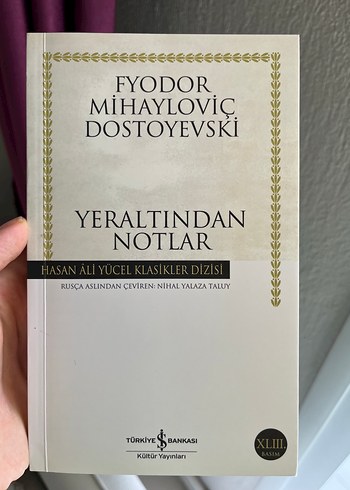 FYODOR
MİHAYLOVİÇ
DOSTOYEVSKİ
YERALTINDAN
NOTLAR
HASAN ÂLİ YÜCEL KLASİKLER DİZİSİ
RUSÇA ASLINDAN ÇEVİREN: NİHAL YALAZA TALUY
TÜRKİYE İŞ BANKASI
Kültür Yayınları
XLIII.
BASIM